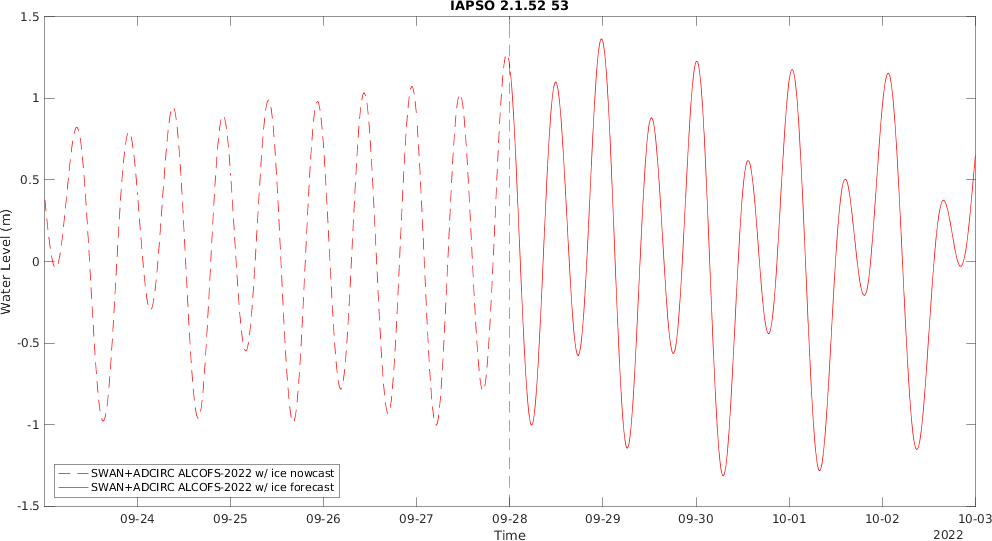 IAPSO 2.1.52 53
1.5
1
0.5
0
-0.5
-1
-1.5
Water Level (m)
SWAN+ADCIRC ALCOFS-2022 w/ ice nowcast
SWAN+ADCIRC ALCOFS-2022 w/ ice forecast
09-24 09-25 09-26 09-27 09-28 09-29 09-30 10-01 10-02 10-03
Time
2022